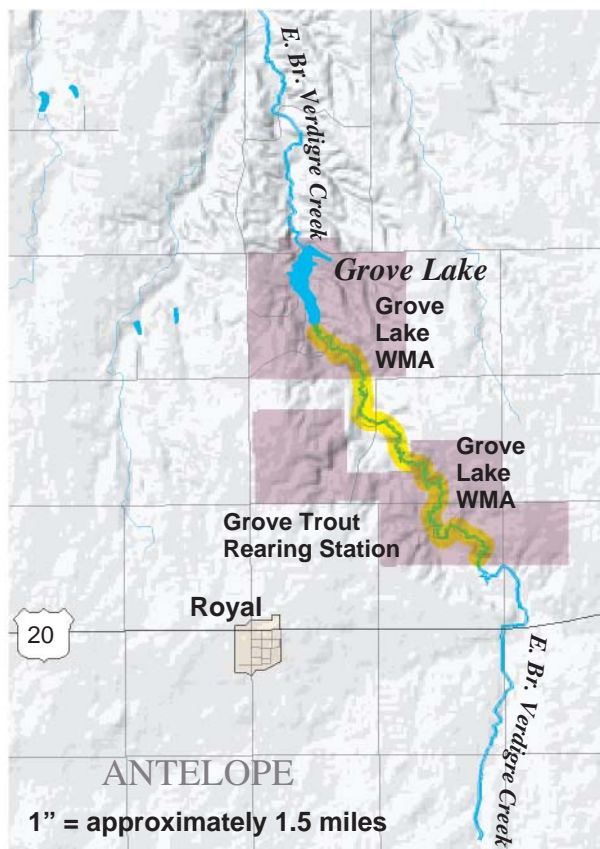 E. Br. Verdigre Creek
Grove Lake
Grove
Lake
WMA
Grove
Lake
WMA
Grove Trout
Rearing Station
Royal
20
E. Br. Verdigre Creek
ANTELOPE
1” = approximately 1.5 miles